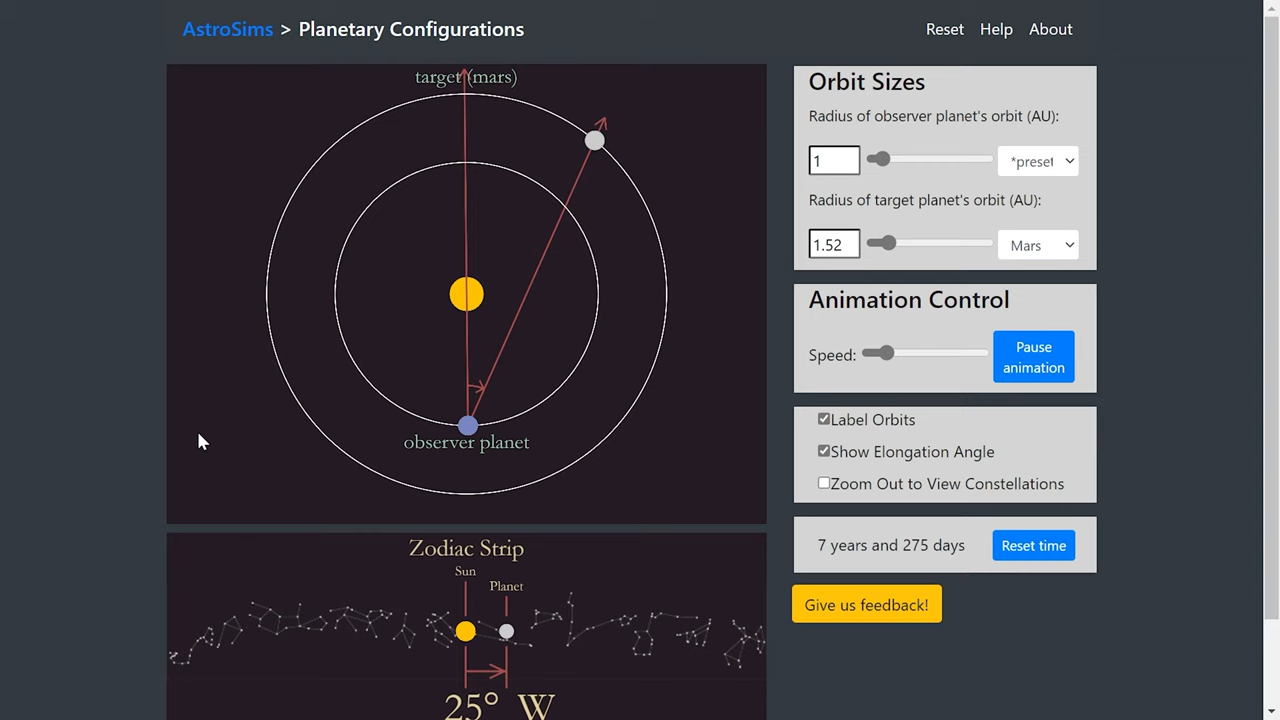 AstroSims > Planetary Configurations
Reset Help About
target (mars)
observer planet
Orbit Sizes
Radius of observer planet's orbit (AU):
1
*preset
Radius of target planet's orbit (AU):
1.52
Mars
Animation Control
Speed:
Pause
animation
Label Orbits
Show Elongation Angle
Zoom Out to View Constellations
7 years and 275 days
Reset time
Give us feedback!
Zodiac Strip
Sun
Planet
25° W